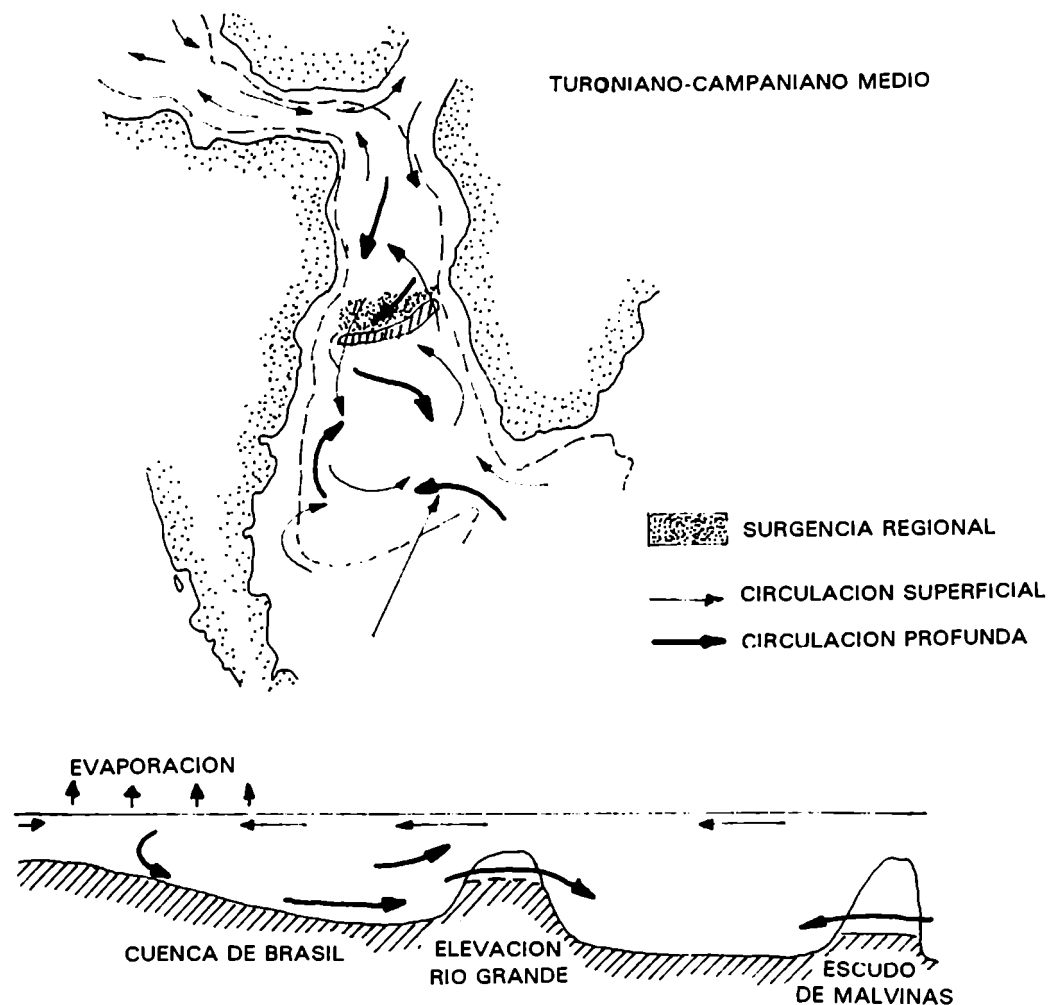 TURONIANO-CAMPANIANO MEDIO
SURGENCIA REGIONAL
CIRCULACION SUPERFICIAL
CIRCULACION PROFUNDA
EVAPORACION
CUENCA DE BRASIL
ELEVACION
RIO GRANDE
ESCUDO
DE MALVINAS